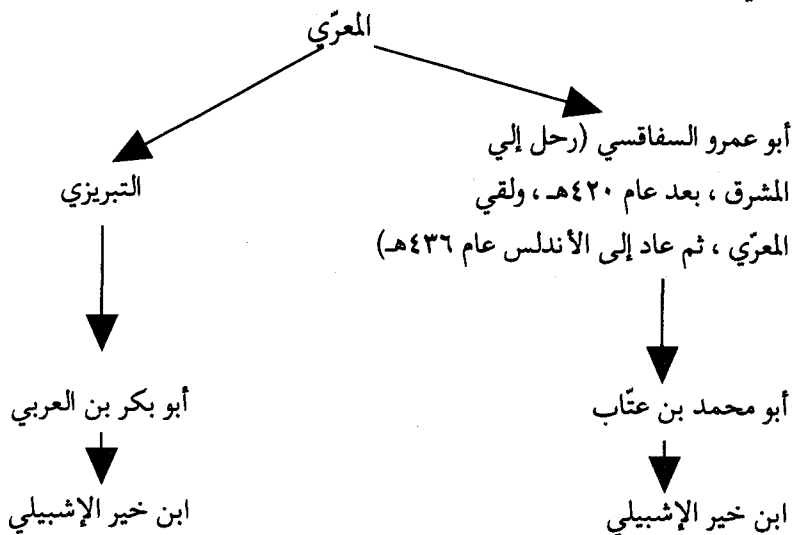 المعرّي
أبو عمرو السفاقسي (رحل إلي
المشرق ، بعد عام ٤٢٠هـ ، ولقي
المعرّي ، ثم عاد إلى الأندلس عام ٤٣٦هـ)
التبريزي
أبو محمد بن عتّاب
أبو بكر بن العربي
ابن خير الإشبيلي
ابن خير الإشبيلي